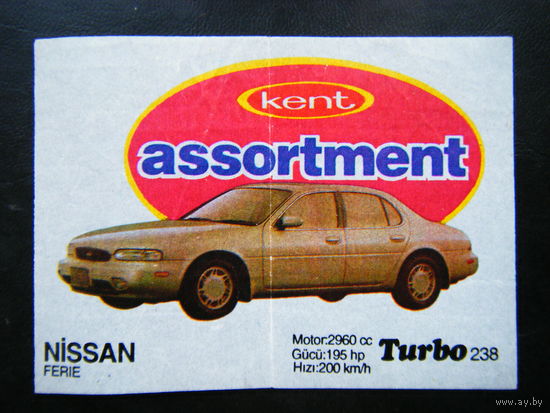 kent
assortment
NİSSAN
FERIE
Motor:2960 cc
Gücü:195 hp
Hızı:200 km/h
Turbo 238
www.ay.by